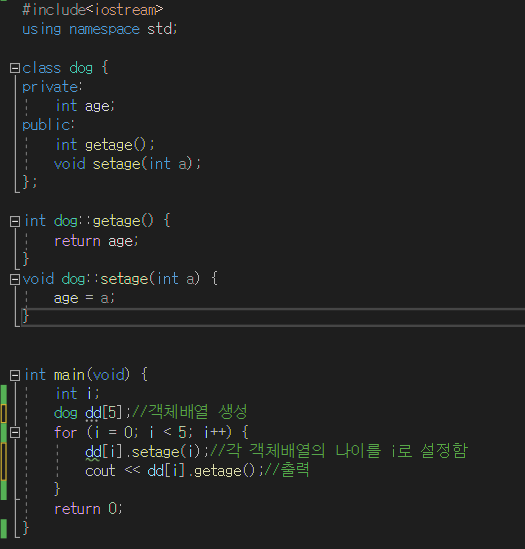 #include<iostream>
using namespace std;
class dog {
private:
int age;
public:
int getage();
void setage(int a);
};
int dog::getage() {
return age;
}
void dog::setage(int a) {
age = a;
}
int main(void) {
int i;
dog dd[5];//객체배열 생성
for (i = 0; i < 5; i++) {
dd[i].setage(i);//각 객체배열의 나이를 i로 설정함
cout << dd[i].getage();//출력
}
return 0;
}